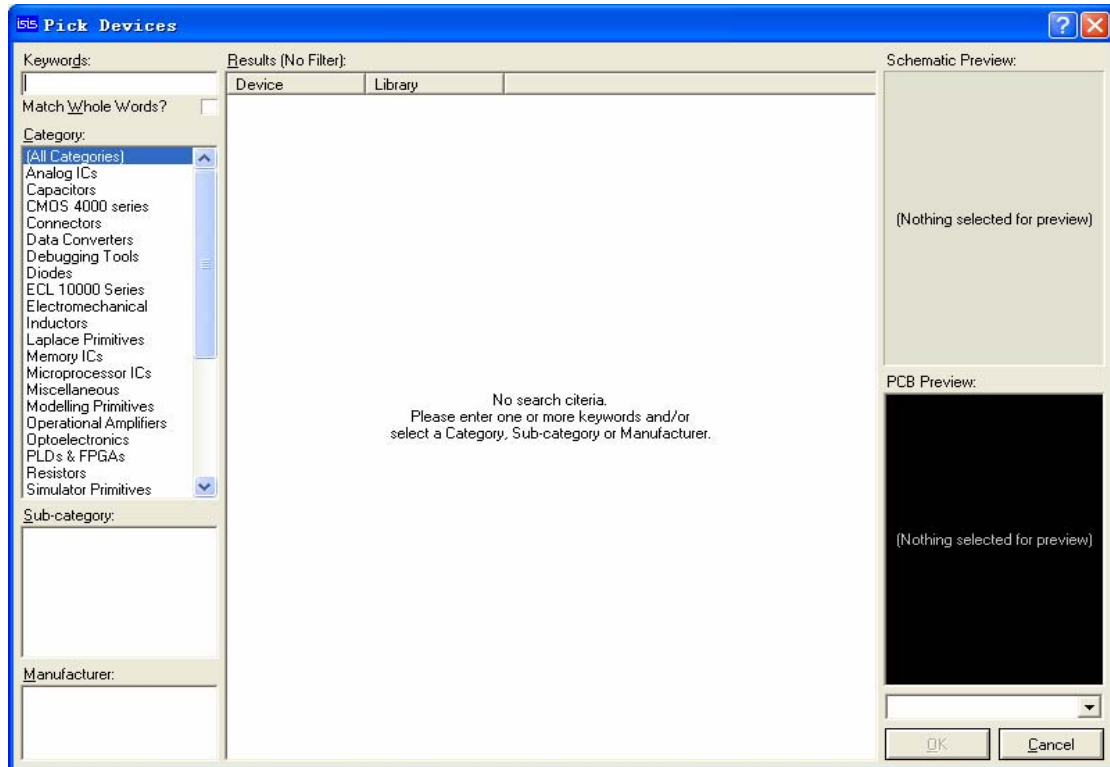 isis Pick Devices
Keywords:
Match Whole Words?
Category:
(All Categories)
Analog ICs
Capacitors
CMOS 4000 series
Connectors
Data Converters
Debugging Tools
Diodes
ECL 10000 Series
Electromechanical
Inductors
Laplace Primitives
Memory ICs
Microprocessor ICs
Miscellaneous
Modelling Primitives
Operational Amplifiers
Optoelectronics
PLDs & FPGAs
Resistors
Simulator Primitives
Sub-category:
Manufacturer:
Results (No Filter):
Device Library
No search citeria.
Please enter one or more keywords and/or
select a Category, Sub-category or Manufacturer.
Schematic Preview:
(Nothing selected for preview)
PCB Preview:
(Nothing selected for preview)
OK Cancel